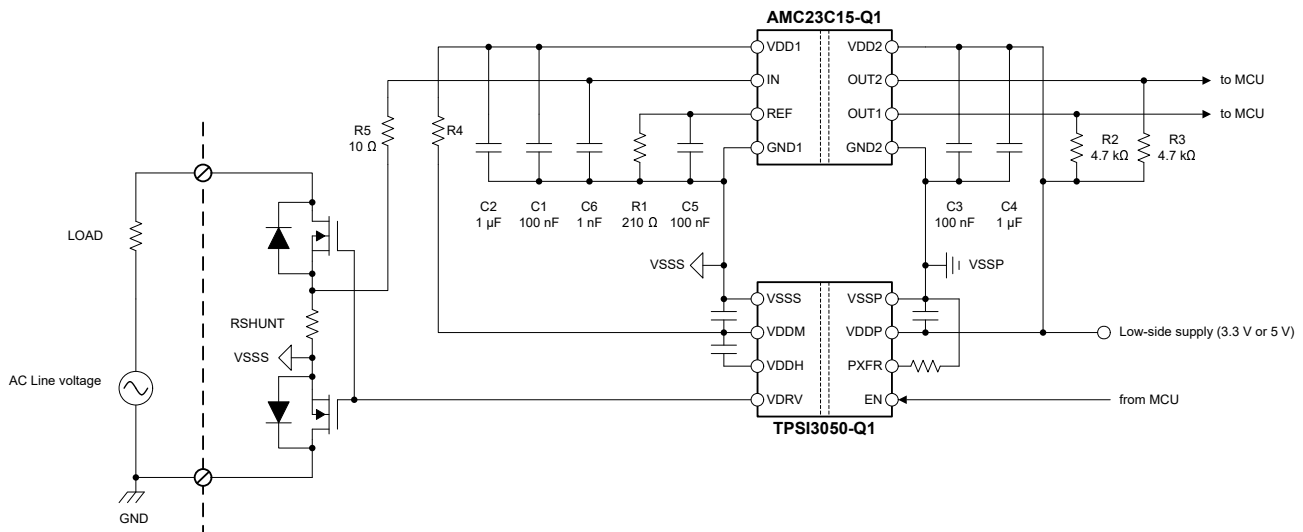 AMC23C15-Q1
VDD1
VDD2
IN
OUT2
to MCU
REF
OUT1
to MCU
GND1
GND2
R5
10 Ω
R4
R2
4.7 kΩ
R3
4.7 kΩ
C2
1 µF
C1
100 nF
C6
1 nF
R1
210 Ω
C5
100 nF
C3
100 nF
C4
1 µF
LOAD
VSSS
VSSP
RSHUNT
VSSS
AC Line voltage
GND
VSSS
VSSP
VDDM
VDDP
Low-side supply (3.3 V or 5 V)
VDDH
PXFR
VDRV
EN
from MCU
TPSI3050-Q1